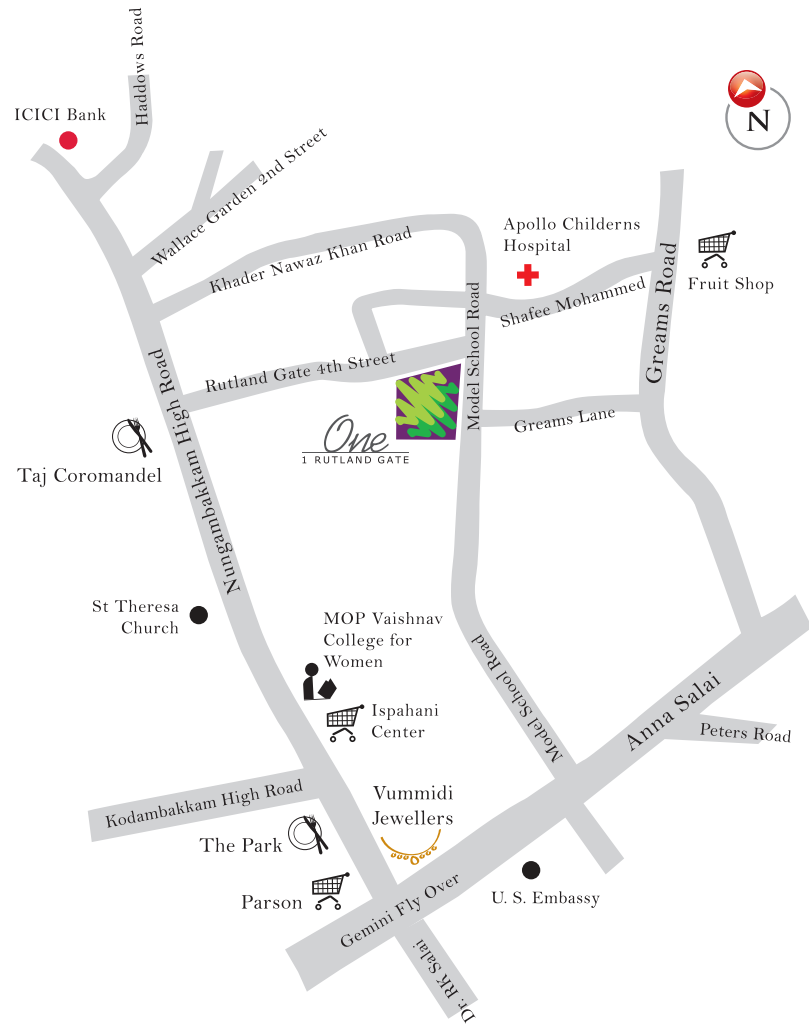 Haddows Road
ICICI Bank
N
Wallace Garden 2nd Street
Khader Nawaz Khan Road
Apollo Childerns
Hospital
Fruit Shop
Shafee Mohammed
Greams Road
Model School Road
Rutland Gate 4th Street
Nungambakkam High Road
Greams Lane
One
1 RUTLAND GATE
Taj Coromandel
St Theresa
Church
MOP Vaishnav
College for
Women
Model School Road
Ispahani
Center
Anna Salai
Peters Road
Kodambakkam High Road
Vummidi
Jewellers
The Park
Parson
Gemini Fly Over
U. S. Embassy
Dr. RK Salai